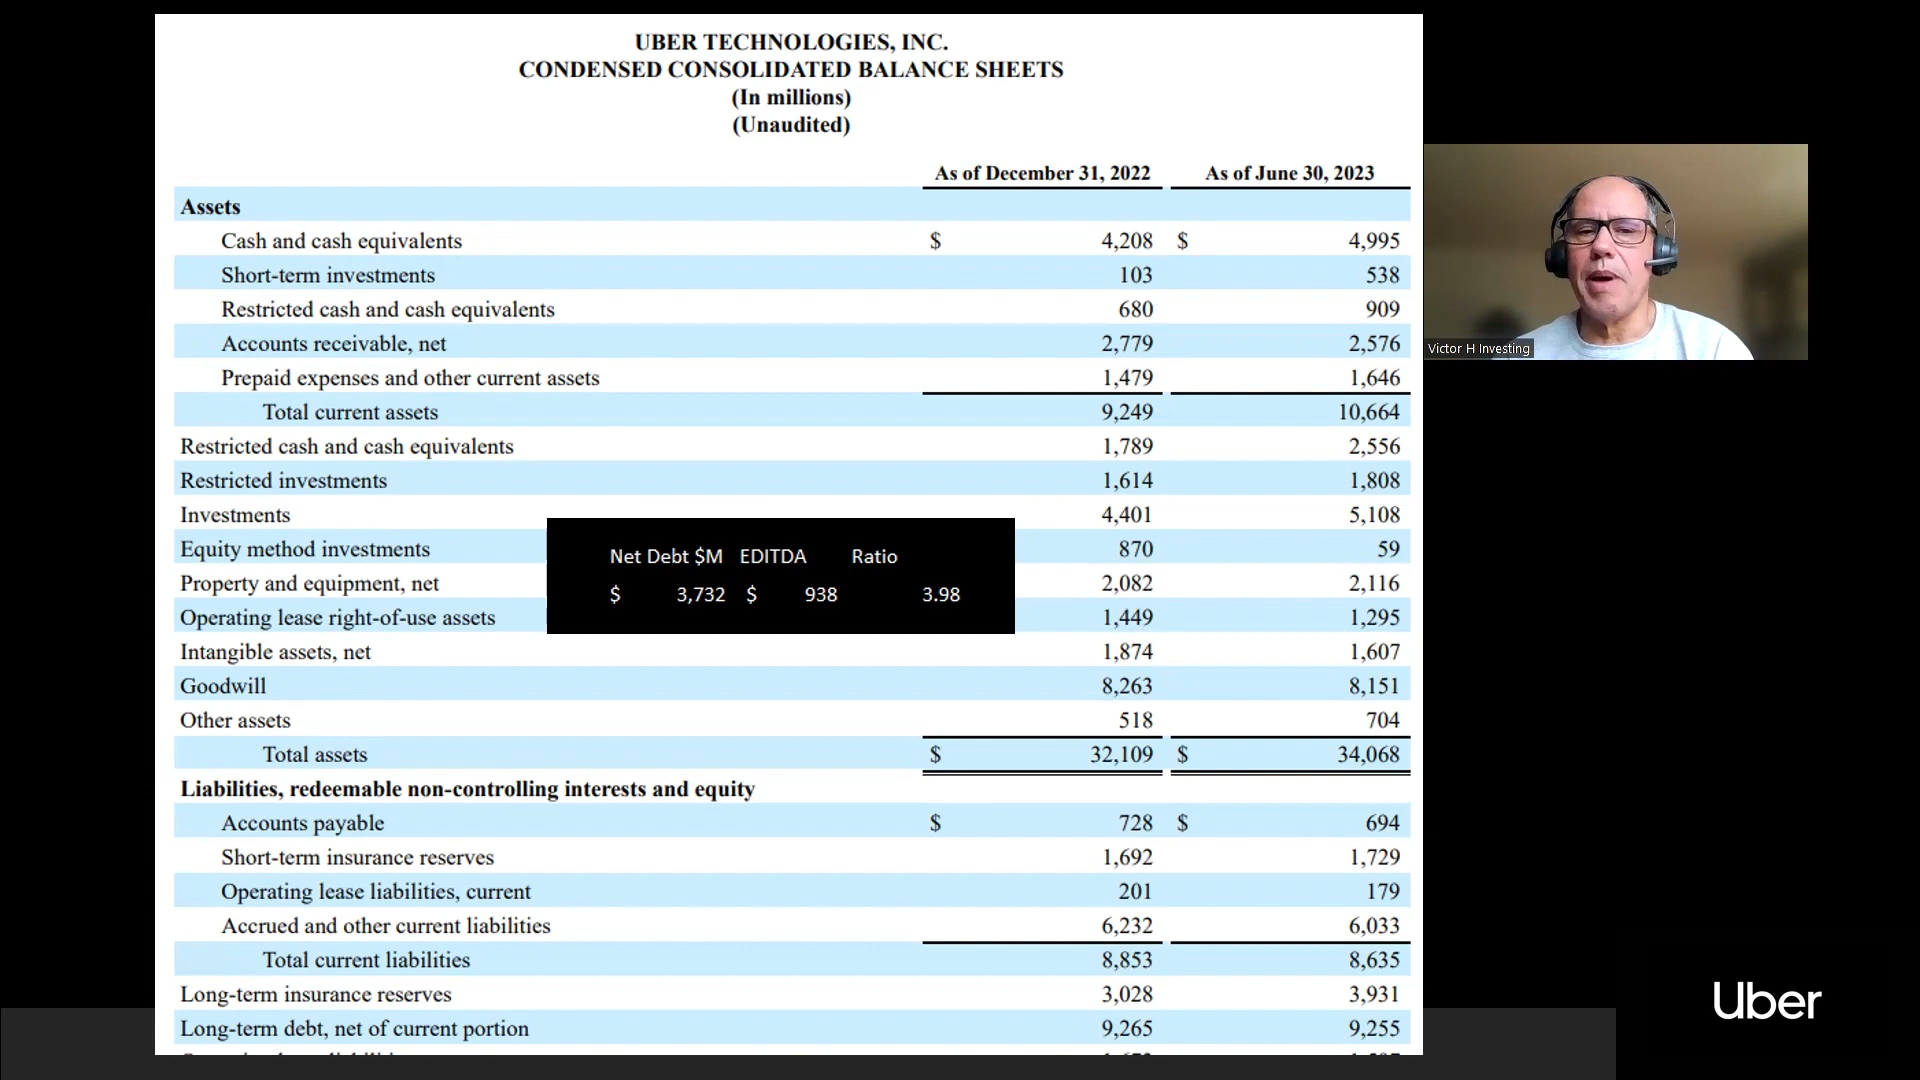 UBER TECHNOLOGIES, INC.
CONDENSED CONSOLIDATED BALANCE SHEETS
(In millions)
(Unaudited)
As of December 31, 2022 As of June 30, 2023
Assets
Cash and cash equivalents $ 4,208 $ 4,995
Short-term investments 103 538
Restricted cash and cash equivalents 680 909
Accounts receivable, net 2,779 2,576
Prepaid expenses and other current assets 1,479 1,646
Total current assets 9,249 10,664
Restricted cash and cash equivalents 1,789 2,556
Restricted investments 1,614 1,808
Investments 4,401 5,108
Equity method investments 870 59
Property and equipment, net 2,082 2,116
Operating lease right-of-use assets 1,449 1,295
Intangible assets, net 1,874 1,607
Goodwill 8,263 8,151
Other assets 518 704
Total assets $ 32,109 $ 34,068
Liabilities, redeemable non-controlling interests and equity
Accounts payable $ 728 $ 694
Short-term insurance reserves 1,692 1,729
Operating lease liabilities, current 201 179
Accrued and other current liabilities 6,232 6,033
Total current liabilities 8,853 8,635
Long-term insurance reserves 3,028 3,931
Long-term debt, net of current portion 9,265 9,255
Net Debt $M EDITDA Ratio
$ 3,732 $ 938 3.98
Victor H Investing
Uber